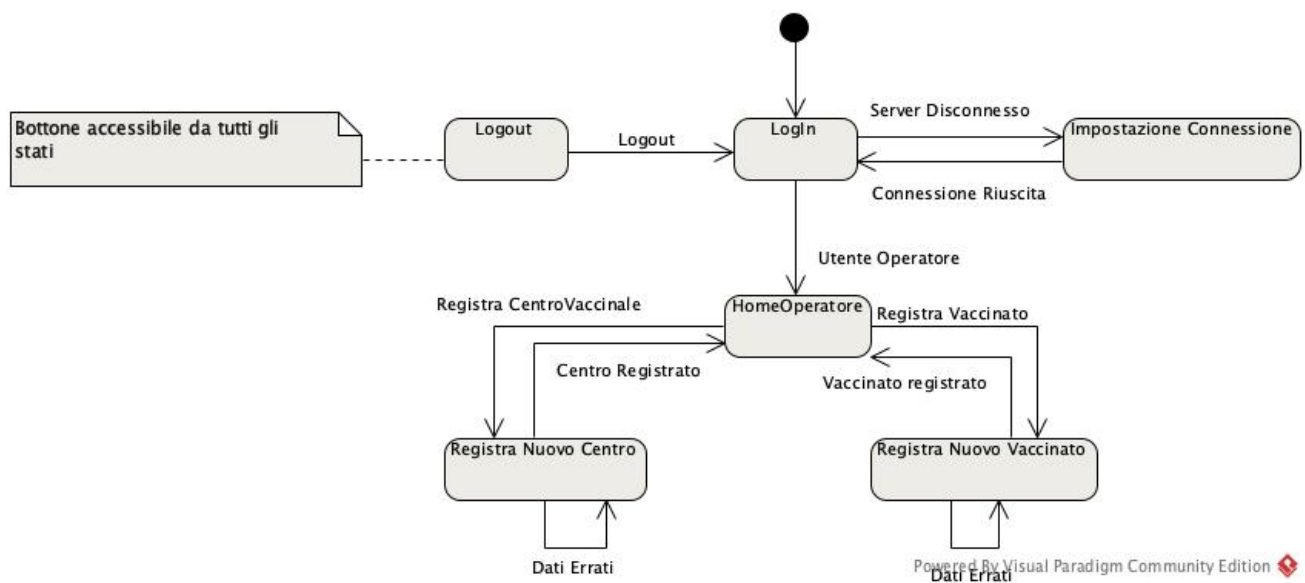 Bottone accessibile da tutti gli
stati
Logout
Logout
LogIn
Server Disconnesso
Impostazione Connessione
Connessione Riuscita
Utente Operatore
Registra CentroVaccinale
HomeOperatore
Registra Vaccinato
Centro Registrato
Vaccinato registrato
Registra Nuovo Centro
Registra Nuovo Vaccinato
Dati Errati
Dati Errati
Powered By Visual Paradigm Community Edition